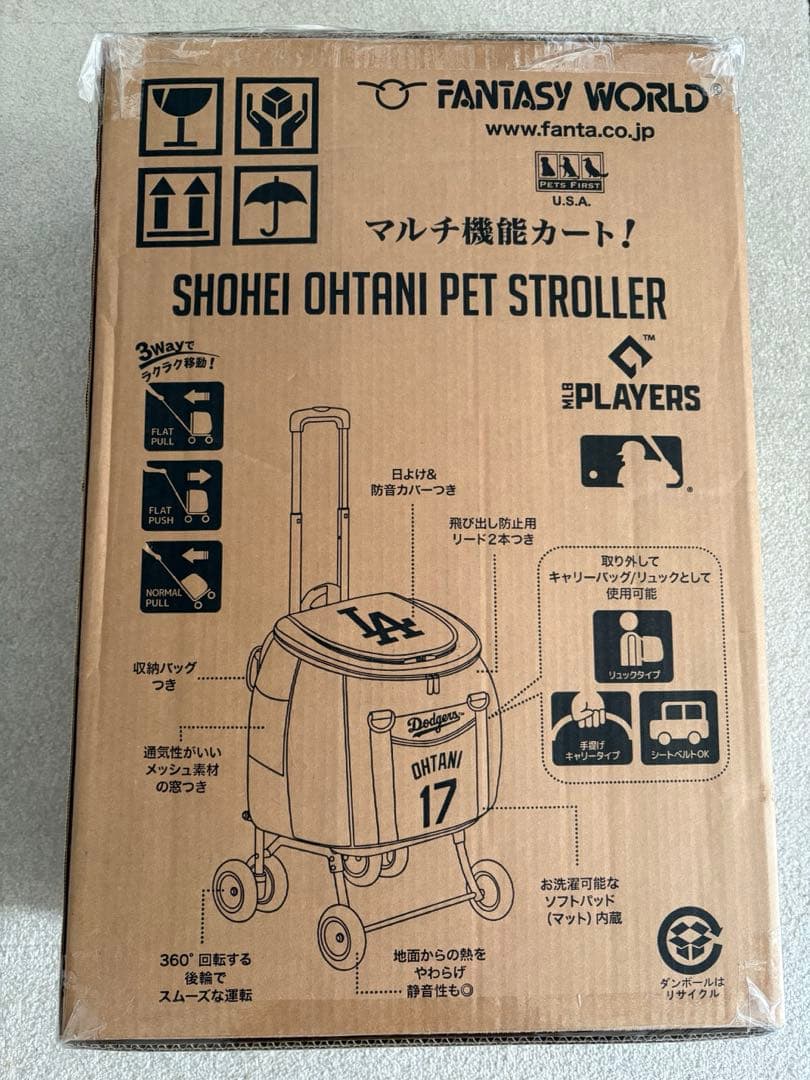 FANTASY WORLD®
www.fanta.co.jp
PETS FIRST
U.S.A.
マルチ機能カート!
SHOHEI OHTANI PET STROLLER
3Wayで
ラクラク移動!
FLAT
PULL
FLAT
PUSH
NORMAL
PULL
MLB PLAYERS™
®
日よけ&
防音カバーつき
飛び出し防止用
リード2本つき
取り外して
キャリーバッグ/リュックとして
使用可能
リュックタイプ
手提げ
キャリータイプ
シートベルトOK
収納バッグ
つき
通気性がいい
メッシュ素材
の窓つき
LA
Dodgers™
OHTANI
17
お洗濯可能な
ソフトパッド
(マット)内蔵
360°回転する
後輪で
スムーズな運転
地面からの熱を
やわらげ
静音性も◎
ダンボールは
リサイクル